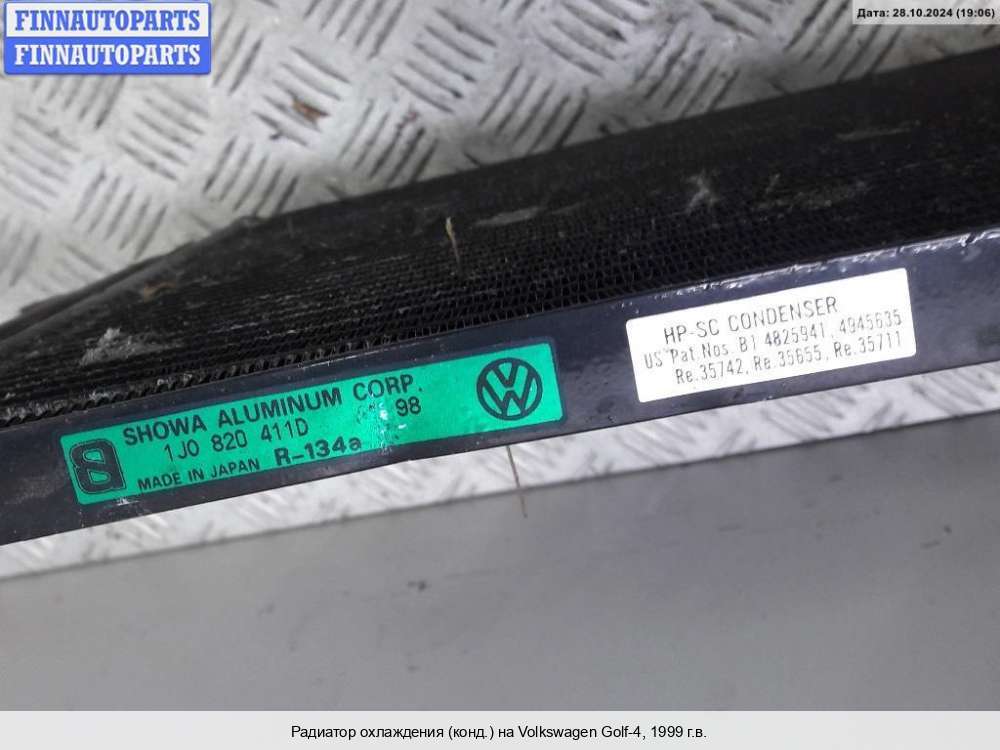 FINNAUTOPARTS
FINNAUTOPARTS
Дата: 28.10.2024 (19:06)
HP-SC CONDENSER
US Pat.Nos. B1 4825941, 4945635
Re.35742, Re.35655, Re.35711
SHOWA ALUMINUM CORP.
1J0 820 411D 98
MADE IN JAPAN R-134a
Радиатор охлаждения (конд.) на Volkswagen Golf-4, 1999 г.в.